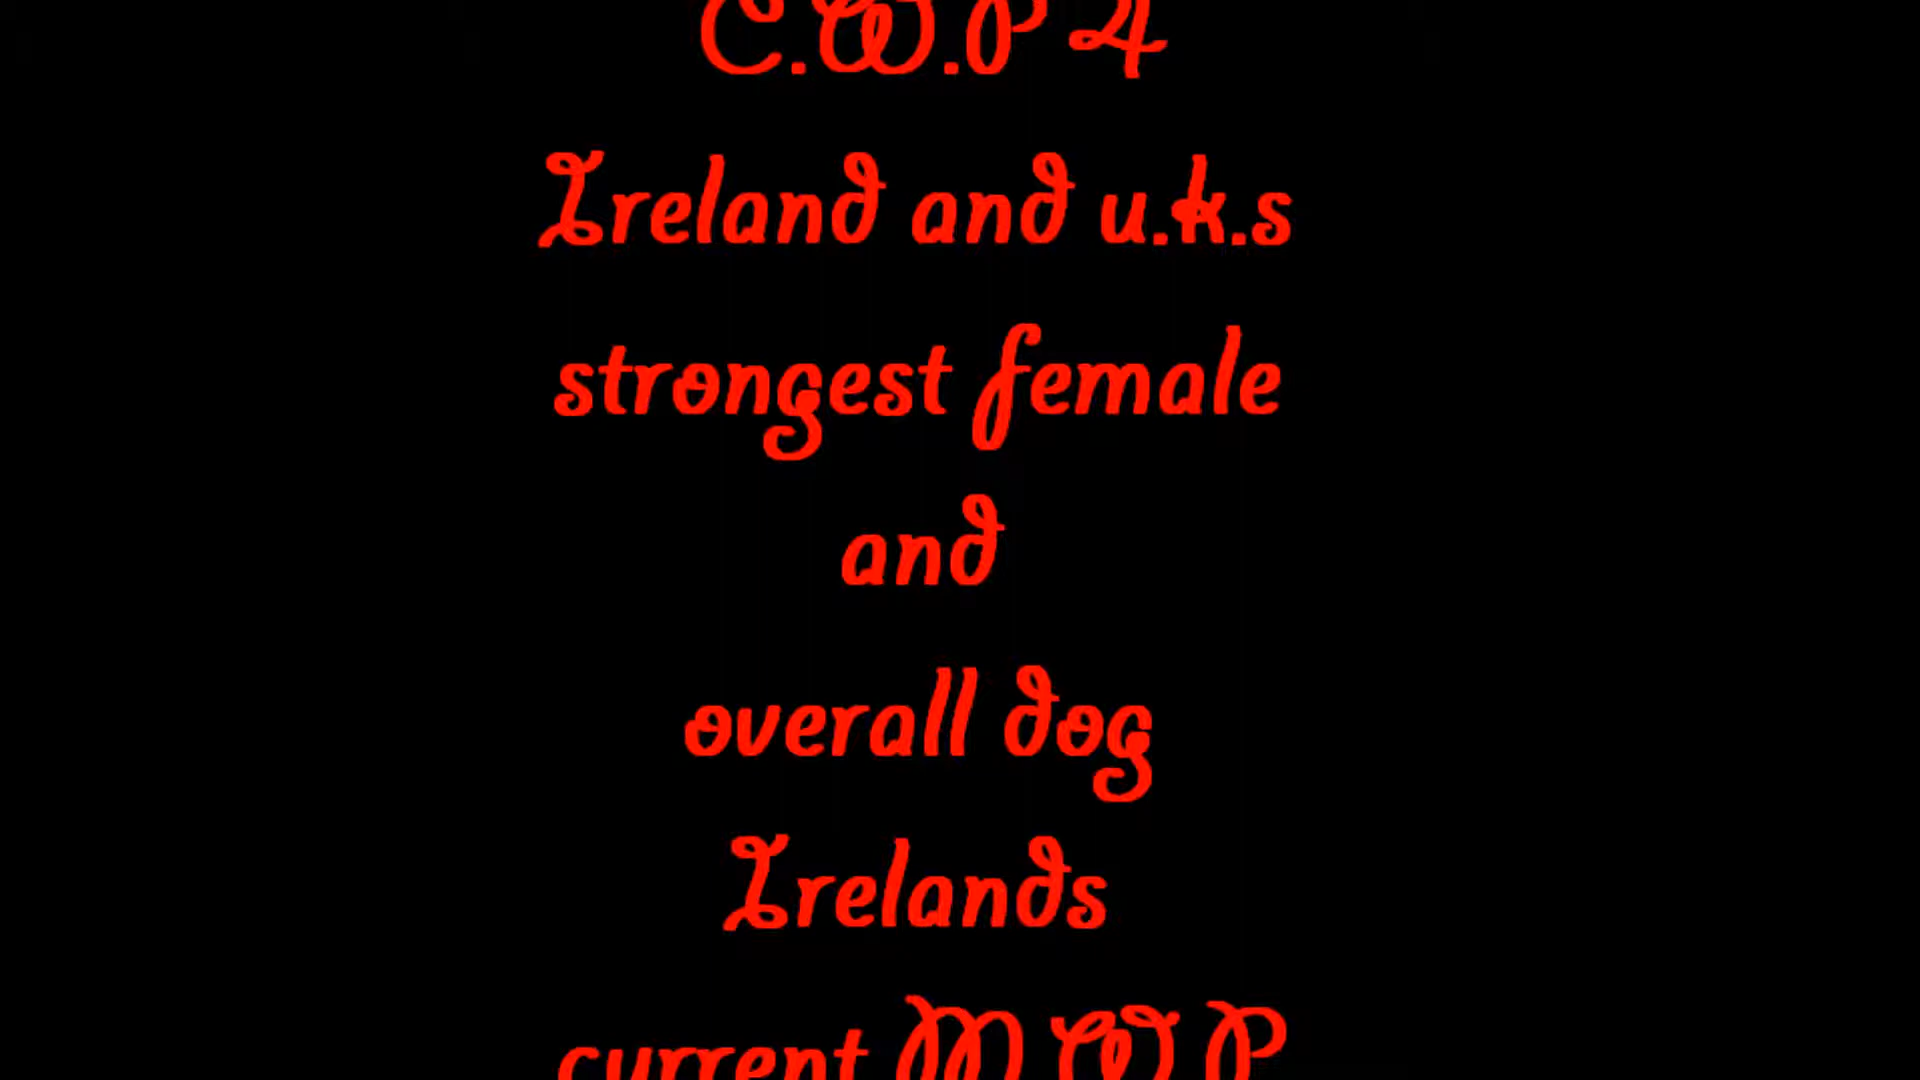 C.W.P 4
Ireland and u.k.s
strongest female
and
overall dog
Irelands
current M W P